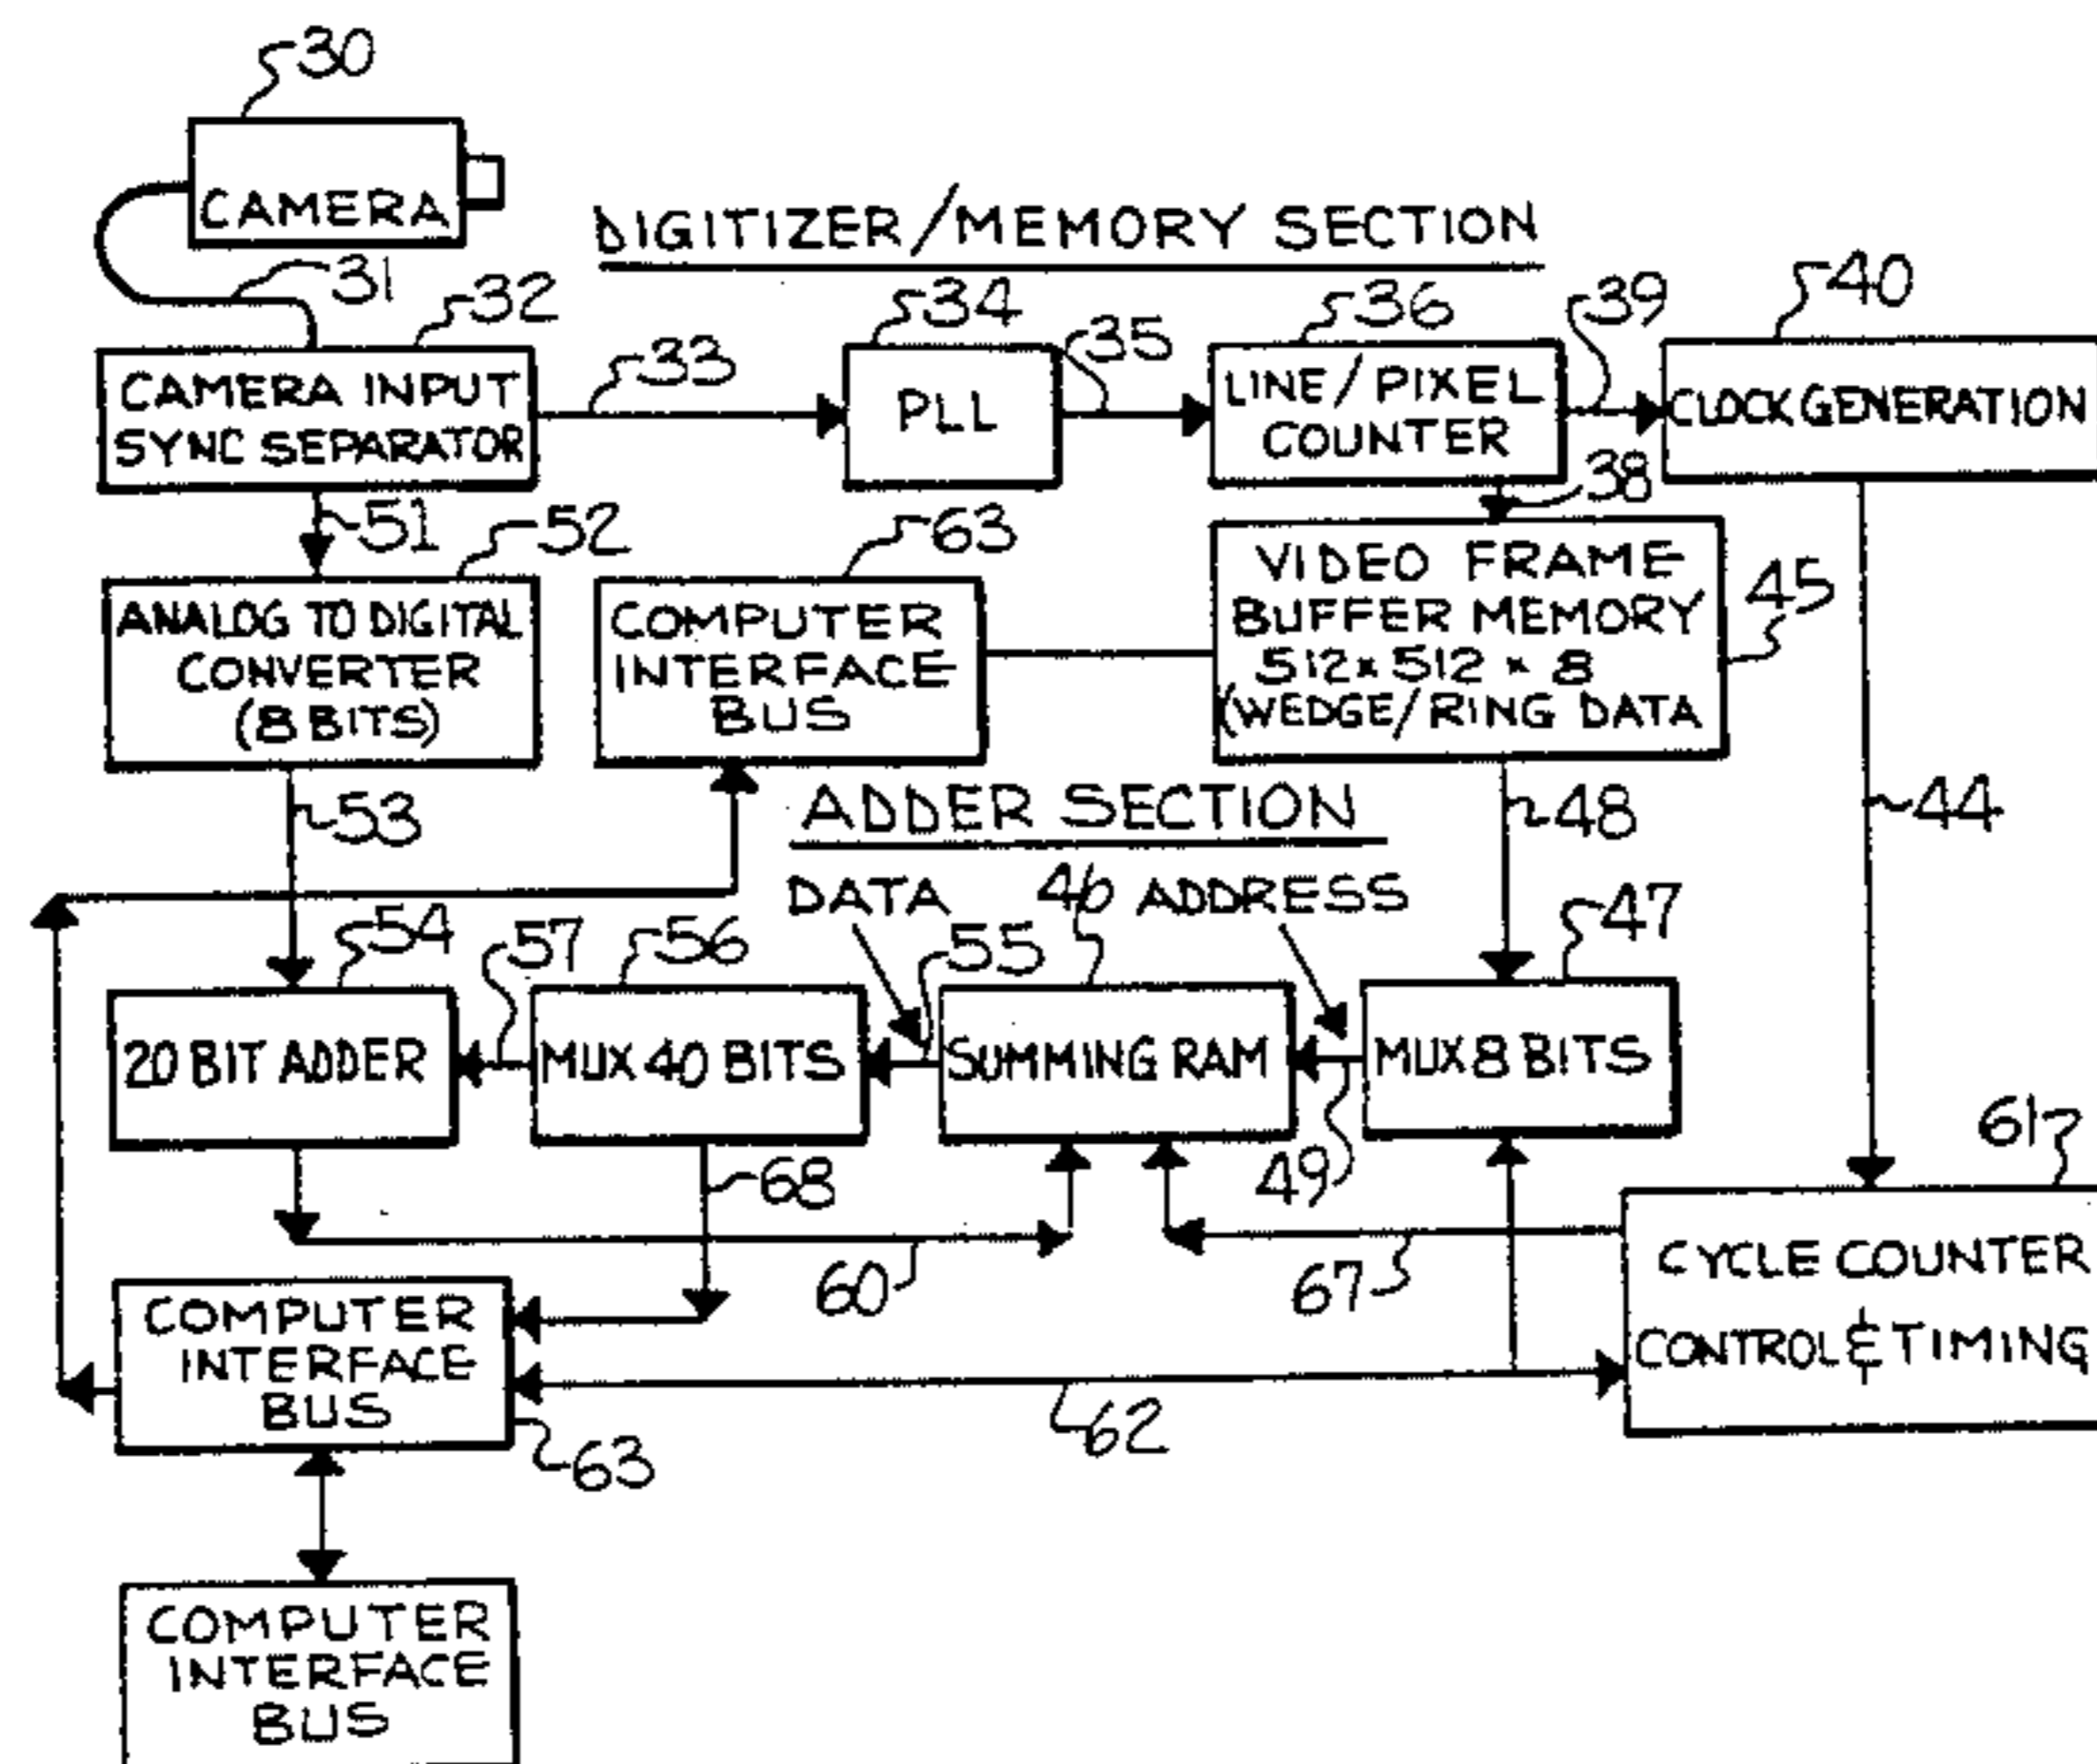 30
CAMERA
DIGITIZER/MEMORY SECTION
31
32
33
34
35
36
39
40
CAMERA INPUT
SYNC SEPARATOR
PLL
LINE/PIXEL
COUNTER
CLOCK GENERATION
38
51
52
63
ANALOG TO DIGITAL
CONVERTER
(8 BITS)
COMPUTER
INTERFACE
BUS
VIDEO FRAME
BUFFER MEMORY
512 x 512 x 8
(WEDGE/RING DATA
45
53
ADDER SECTION
48
44
DATA
46
ADDRESS
54
57
56
55
47
20 BIT ADDER
MUX 40 BITS
SUMMING RAM
MUX 8 BITS
68
49
61
60
67
COMPUTER
INTERFACE
BUS
CYCLE COUNTER
CONTROL & TIMING
63
62
COMPUTER
INTERFACE
BUS